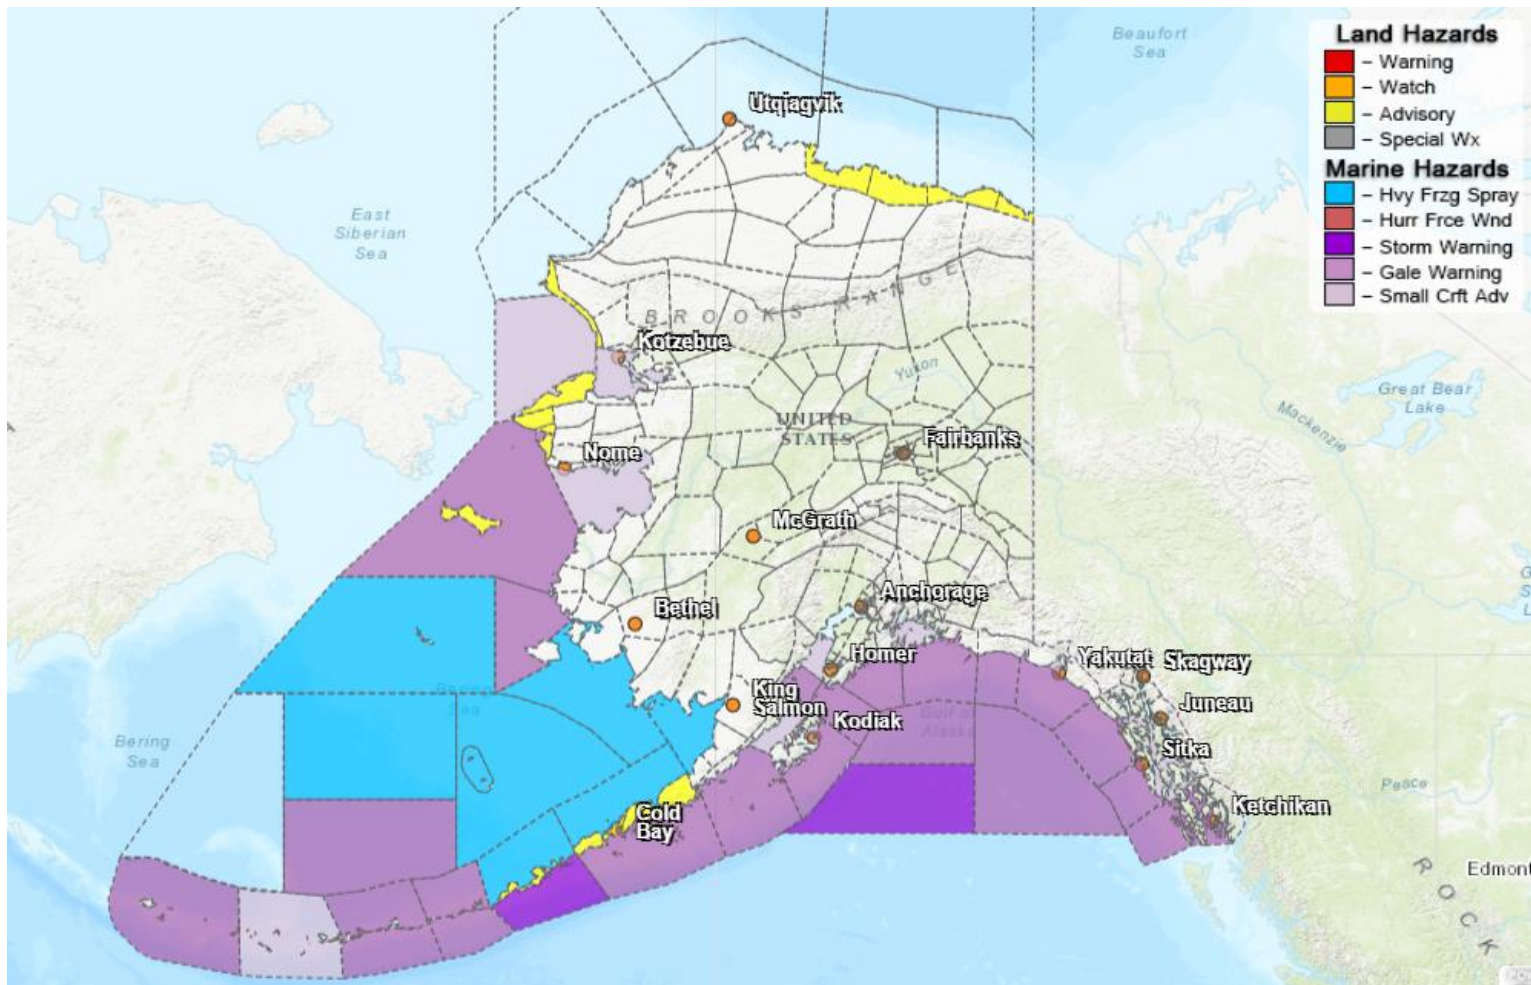 Land Hazards
– Warning
– Watch
– Advisory
– Special Wx
Marine Hazards
– Hvy Frzg Spray
– Hurr Frce Wnd
– Storm Warning
– Gale Warning
– Small Crft Adv
Beaufort
Sea
Utqiagvik
East
Siberian
Sea
BROOKS RANGE
Kotzebue
Yukon
Great Bear
Lake
Mackenzie
UNITED
STATES
Fairbanks
Nome
McGrath
Anchorage
Bethel
Homer
Yakutat
Skagway
King
Salmon
Juneau
Kodiak
Gulf of
Alaska
Sitka
Bering
Sea
Peace
Cold
Bay
Ketchikan
Edmont
ROCK